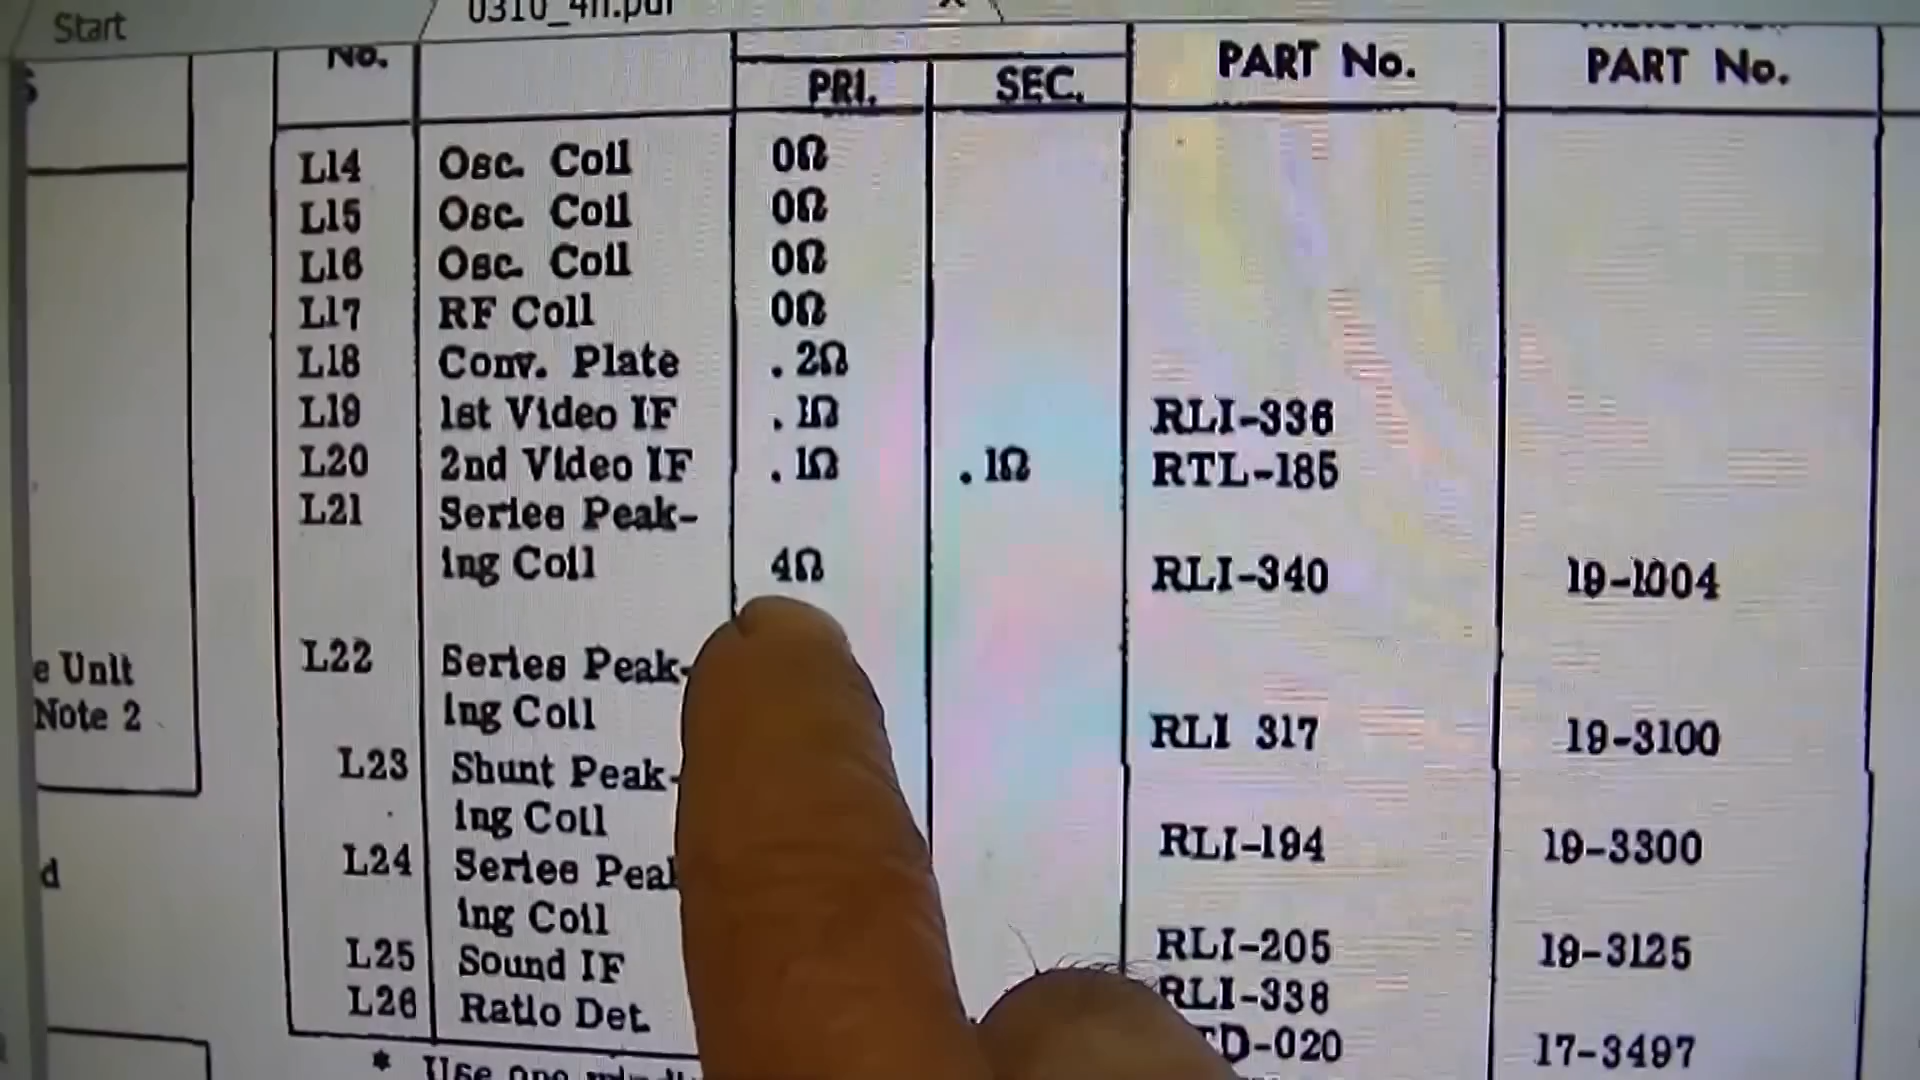 Start
0310_4n.pdf
No. PRI. SEC. PART No. PART No.
L14 Osc. Coil 0Ω
L15 Osc. Coil 0Ω
L16 Osc. Coil 0Ω
L17 RF Coil 0Ω
L18 Conv. Plate .2Ω
L19 1st Video IF .1Ω RLI-336
L20 2nd Video IF .1Ω .1Ω RTL-185
L21 Series Peak-
ing Coil 4Ω RLI-340 19-1004
L22 Series Peak-
e Unit
Note 2
ing Coil RLI 317 19-3100
L23 Shunt Peak-
ing Coil RLI-194 19-3300
d
L24 Series Peak
ing Coil RLI-205 19-3125
L25 Sound IF RLI-338
L26 Ratio Det. D-020 17-3497
* Use one